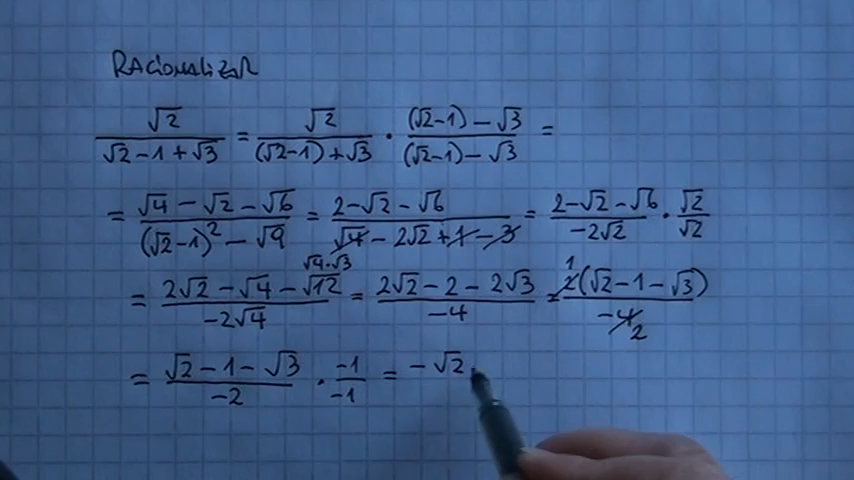 RAcionalizaR
√2 / (√2 - 1 + √3) = √2 / ((√2-1) + √3) · ((√2-1) - √3) / ((√2-1) - √3) =
= (√4 - √2 - √6) / ((√2-1)² - √9) = (2 - √2 - √6) / (√4 - 2√2 + 1 - 3) = (2 - √2 - √6) / (-2√2) · √2 / √2
√4·√3
= (2√2 - √4 - √12) / (-2√4) = (2√2 - 2 - 2√3) / (-4) = 1 2(√2 - 1 - √3) / (-4 2)
= (√2 - 1 - √3) / (-2) · (-1) / (-1) = - √2